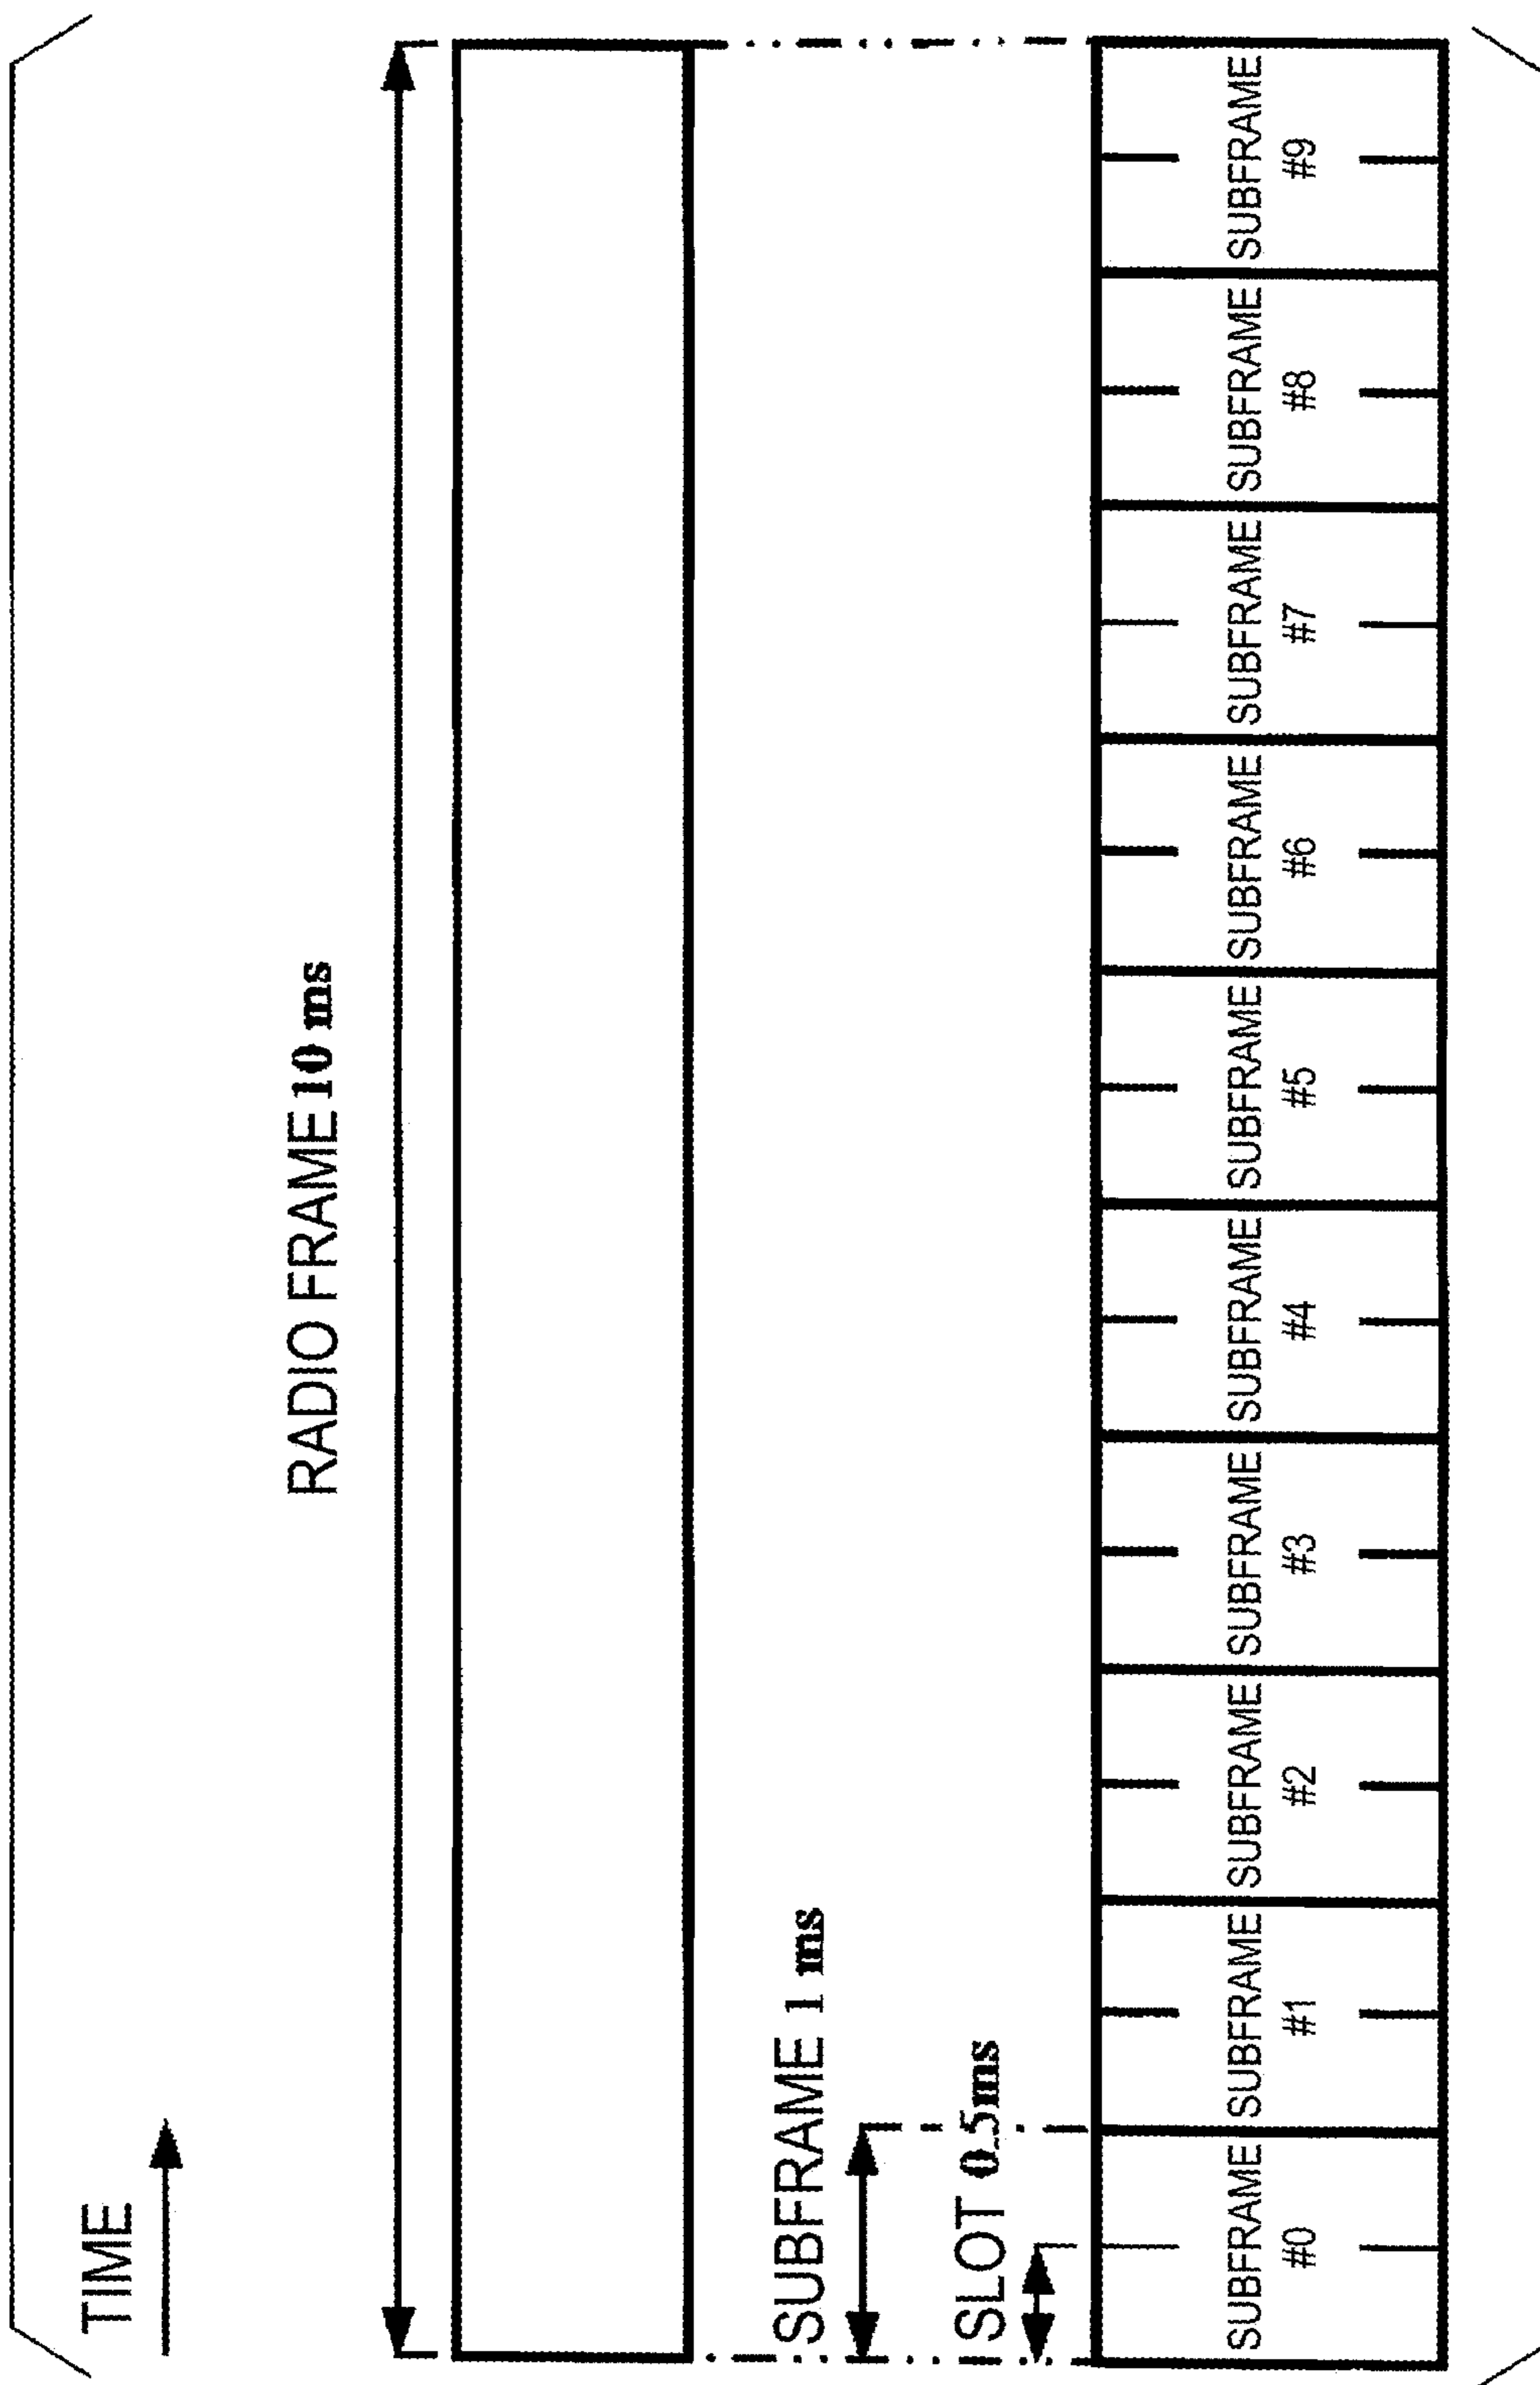 TIME
RADIO FRAME 10 ms
SUBFRAME 1 ms
SLOT 0.5ms
SUBFRAME
#0
SUBFRAME
#1
SUBFRAME
#2
SUBFRAME
#3
SUBFRAME
#4
SUBFRAME
#5
SUBFRAME
#6
SUBFRAME
#7
SUBFRAME
#8
SUBFRAME
#9